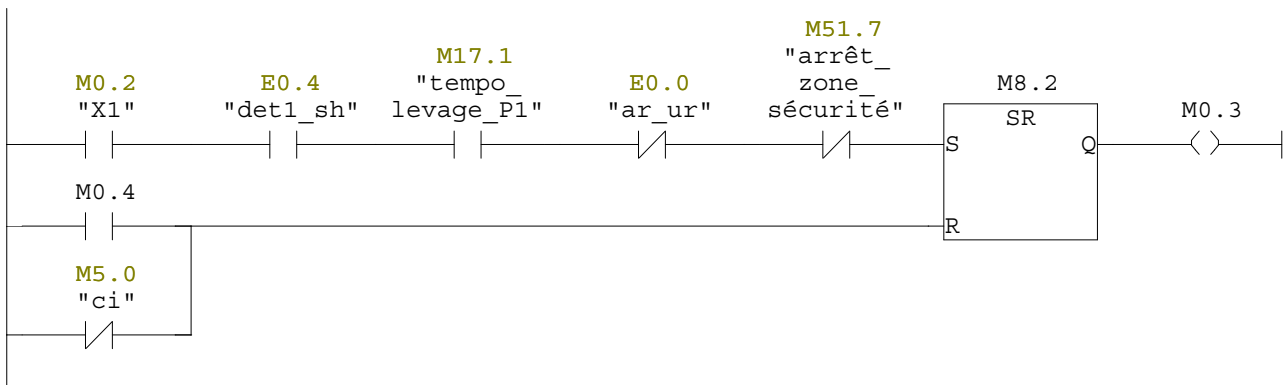 M51.7
"arrêt_
zone_
sécurité"
M17.1
"tempo_
levage_P1"
M0.2
"X1"
E0.4
"det1_sh"
E0.0
"ar_ur"
M8.2
SR
M0.3
S
Q
M0.4
R
M5.0
"ci"